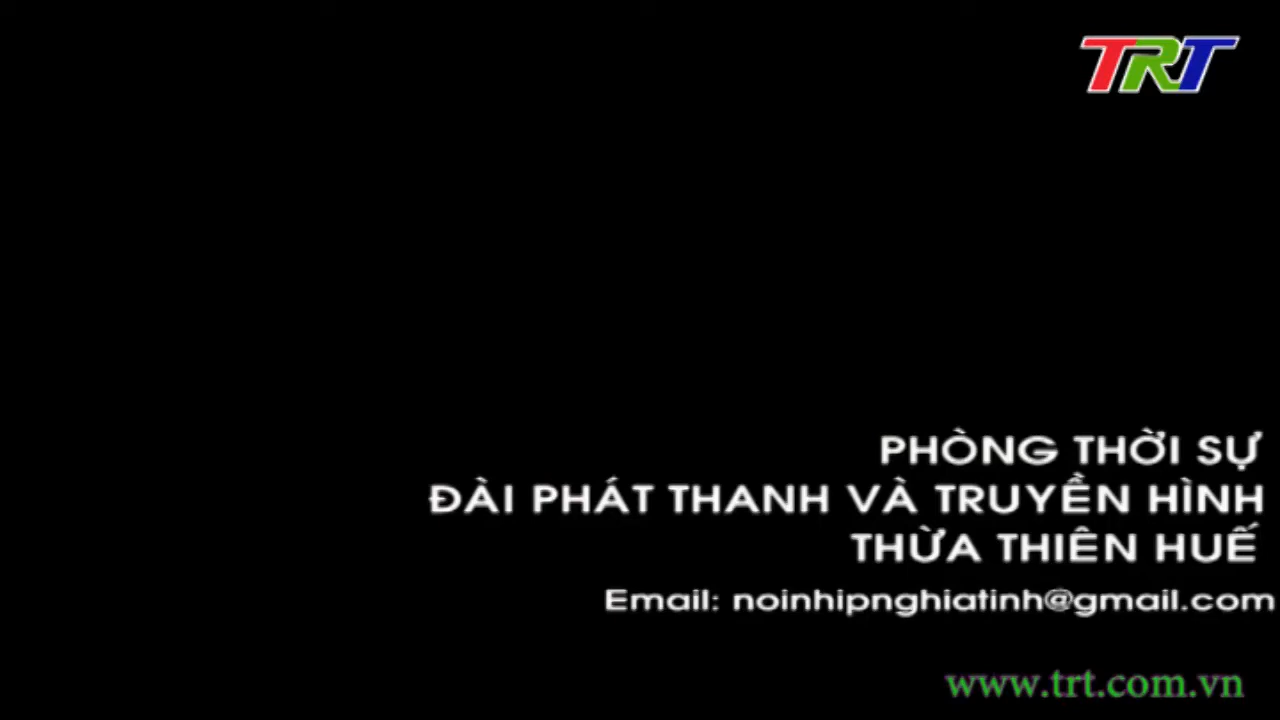 TRT
PHÒNG THỜI SỰ
ĐÀI PHÁT THANH VÀ TRUYỀN HÌNH
THỪA THIÊN HUẾ
Email: noinhipnghiatinh@gmail.com
www.trt.com.vn